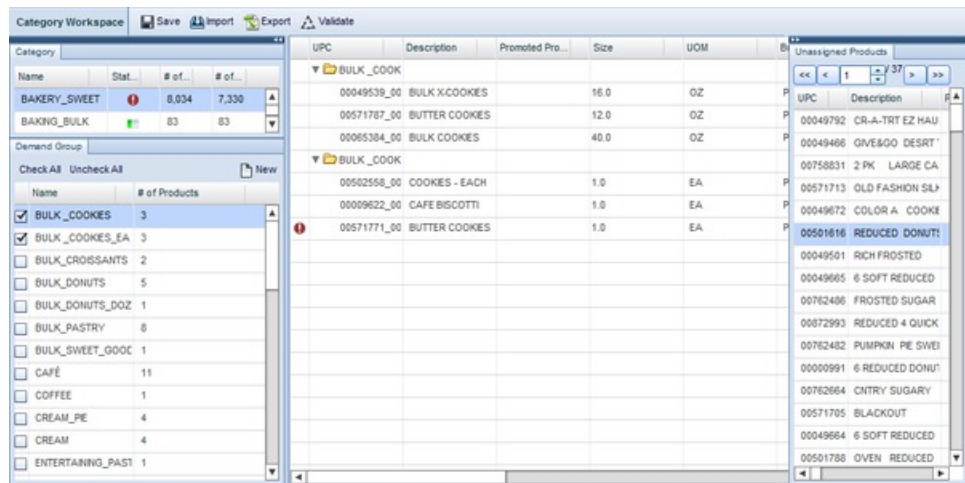 Category Workspace Save Import Export Validate
Category
Name Stat... # of... # of...
BAKERY_SWEET 8,034 7,330
BAKING_BULK 83 83
Demand Group
Check All Uncheck All New
Name # of Products
BULK_COOKIES 3
BULK_COOKIES_EA 3
BULK_CROISSANTS 2
BULK_DONUTS 5
BULK_DONUTS_DOZ 1
BULK_PASTRY 8
BULK_SWEET_GOOD 1
CAFÉ 11
COFFEE 1
CREAM_PIE 4
CREAM 4
ENTERTAINING_PAST 1
UPC Description Promoted Pro... Size UOM
BULK_COOK
00049539_00 BULK X:COOKIES 16.0 OZ P
00571787_00 BUTTER COOKIES 12.0 OZ P
00065384_00 BULK COOKIES 40.0 OZ P
BULK_COOK
00502558_00 COOKIES - EACH 1.0 EA P
00009622_00 CAFE BISCOTTI 1.0 EA P
00571771_00 BUTTER COOKIES 1.0 EA P
Unassigned Products
<< < 1 / 37 > >>
UPC Description
00049792 CR-A-TRT EZ HAU
00049466 GIVE&GO DESRT
00758831 2 PK LARGE CA
00571713 OLD FASHION
00049672 COLOR A COOKIE
00501616 REDUCED DONUTS
00049501 RICH FROSTED
00049665 6 SOFT REDUCED
00762486 FROSTED SUGAR
00872993 REDUCED 4 QUICK
00762482 PUMPKIN PIE
00000991 6 REDUCED DONUT
00762664 CNTRY SUGARY
00571705 BLACKOUT
00049664 6 SOFT REDUCED
00501788 OVEN REDUCED